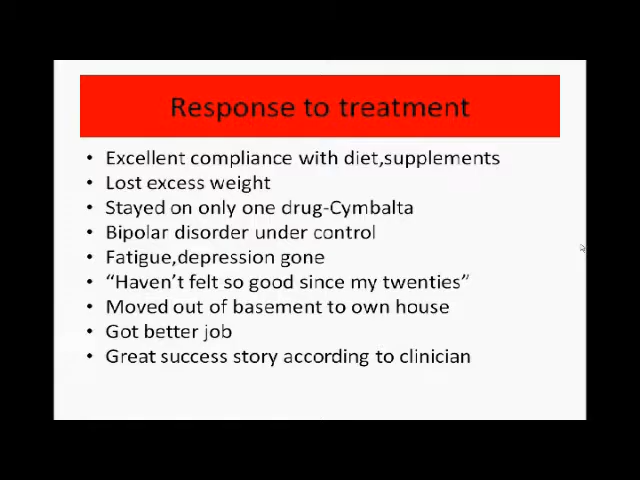 Response to treatment
• Excellent compliance with diet,supplements
• Lost excess weight
• Stayed on only one drug-Cymbalta
• Bipolar disorder under control
• Fatigue,depression gone
• “Haven’t felt so good since my twenties”
• Moved out of basement to own house
• Got better job
• Great success story according to clinician